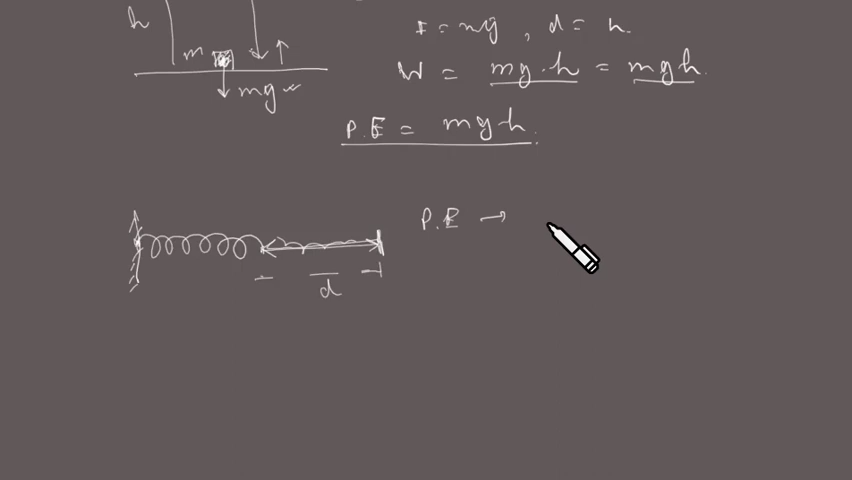 h
F = mg , d = h.
m
W = mg·h = mgh.
mg
P.E = mgh.
P.E →
d